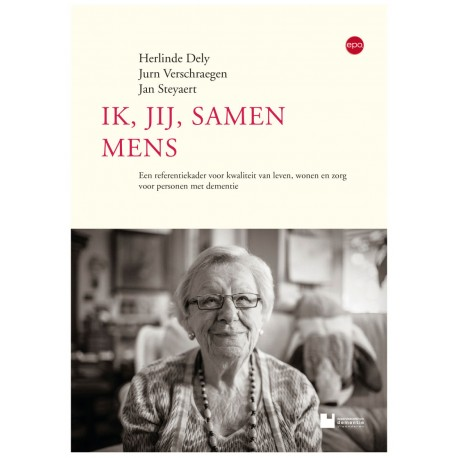 epo
Herlinde Dely
Jurn Verschraegen
Jan Steyaert
IK, JIJ, SAMEN
MENS
Een referentiekader voor kwaliteit van leven, wonen en zorg
voor personen met dementie
dementie